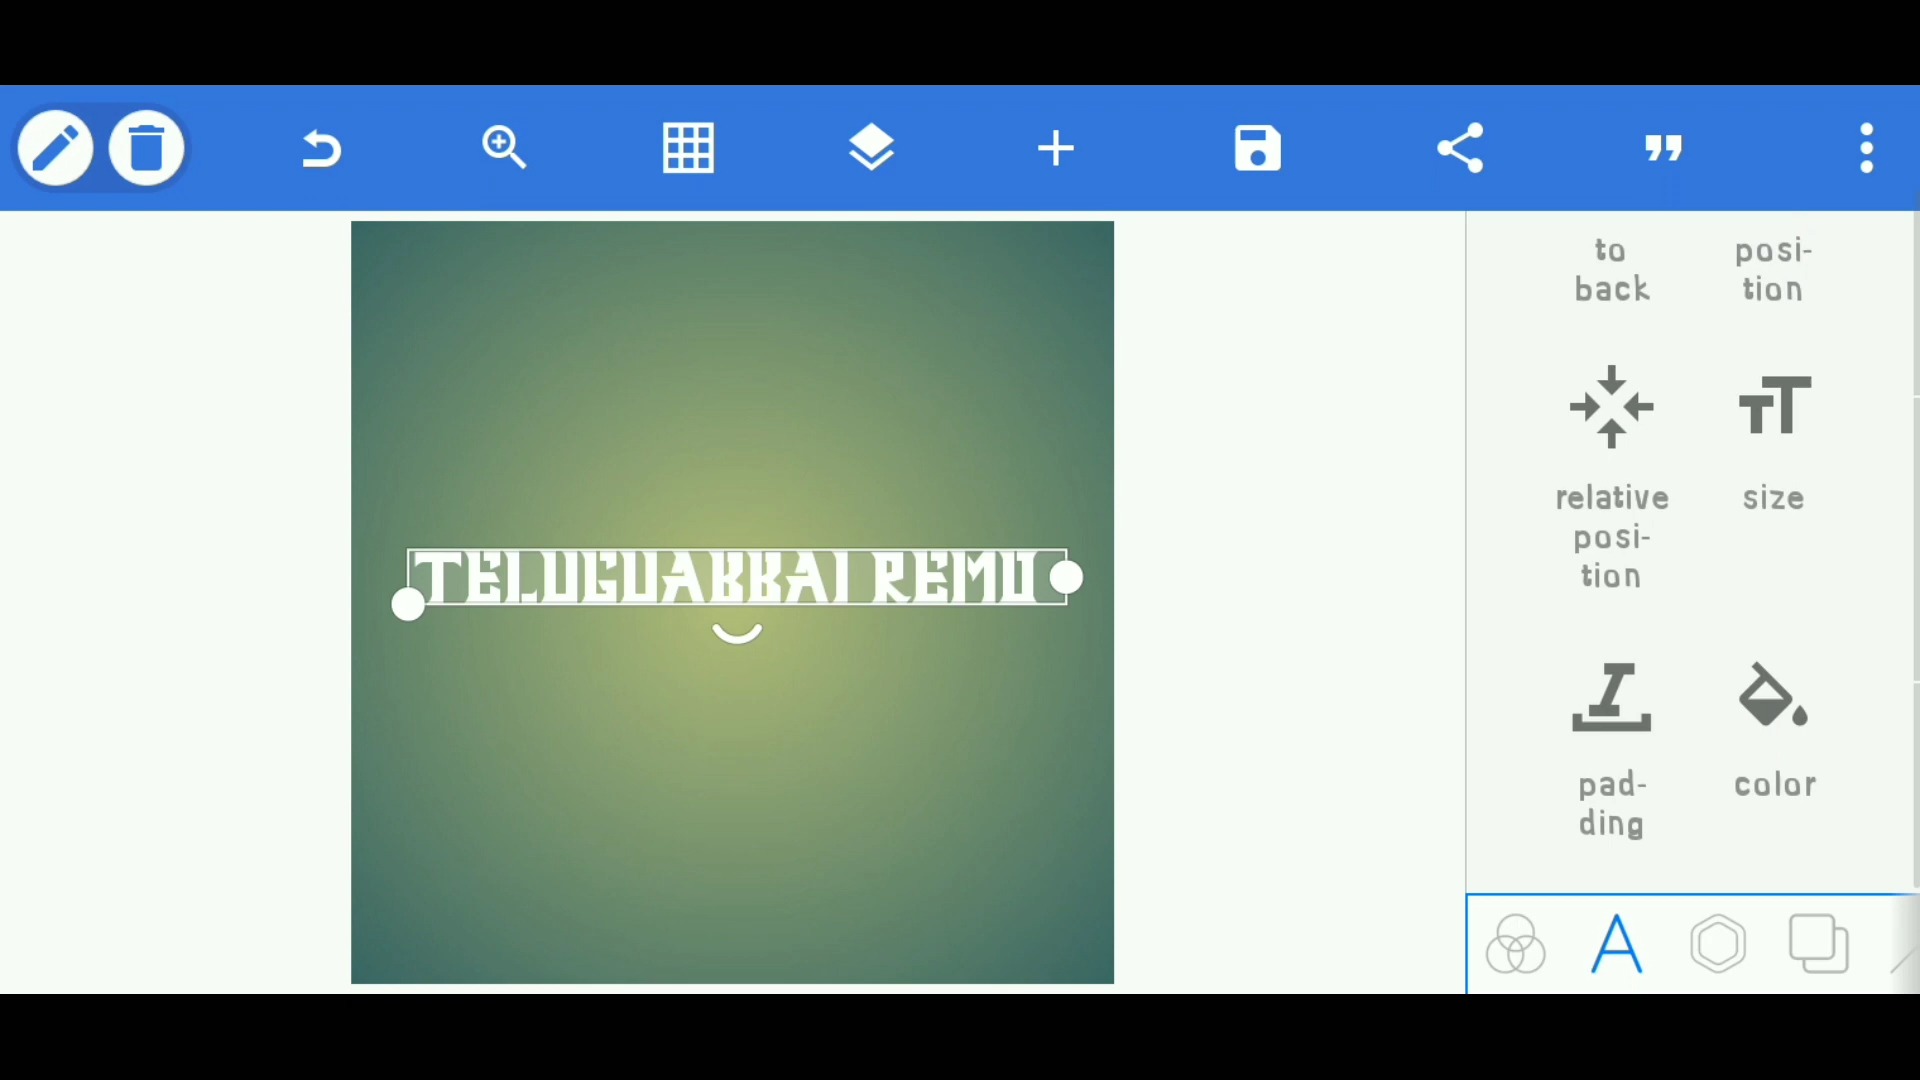 to
back
posi-
tion
TELUGUABBAI REMO
relative
posi-
tion
size
pad-
ding
color